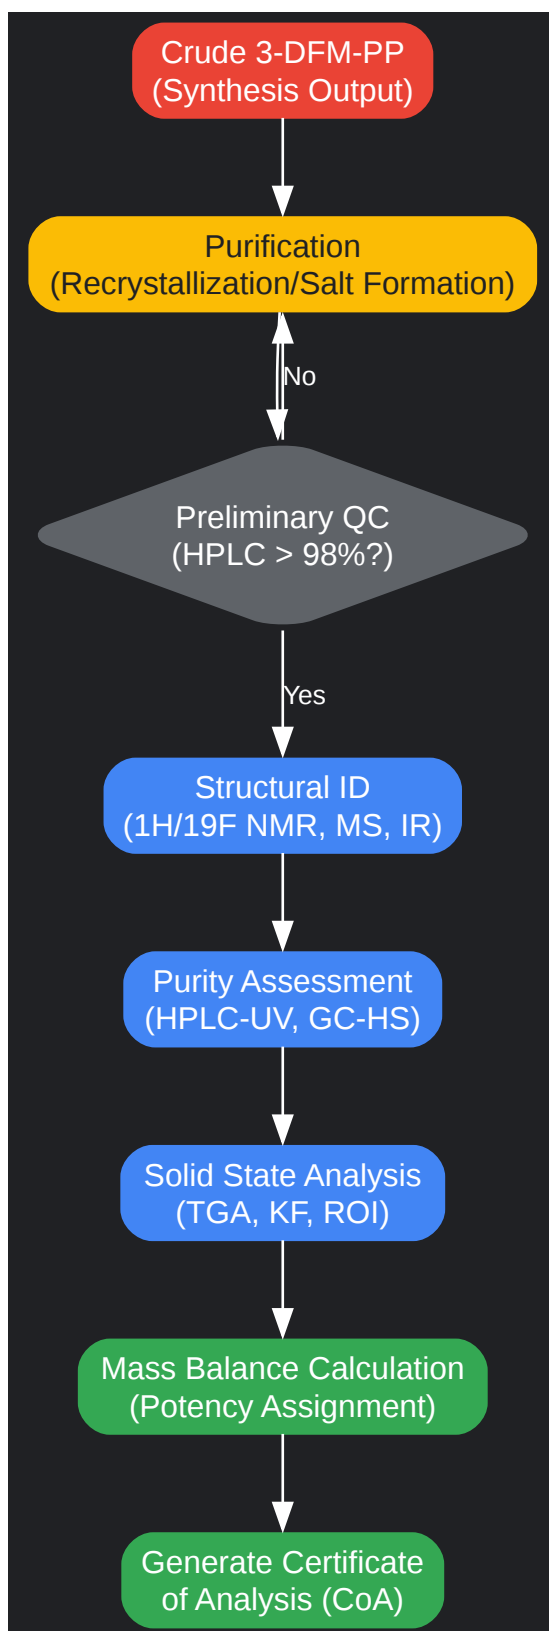 Crude 3-DFM-PP
(Synthesis Output)
Purification
(Recrystallization/Salt Formation)
No
Preliminary QC
(HPLC > 98%?)
Yes
Structural ID
(1H/19F NMR, MS, IR)
Purity Assessment
(HPLC-UV, GC-HS)
Solid State Analysis
(TGA, KF, ROI)
Mass Balance Calculation
(Potency Assignment)
Generate Certificate
of Analysis (CoA)